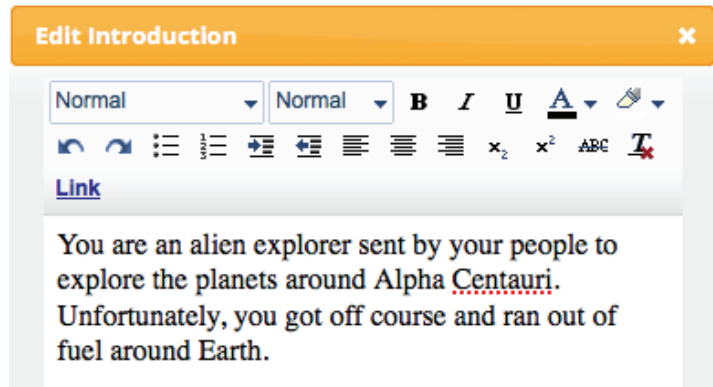 Edit Introduction
Normal Normal B I U A
ABC T
Link
You are an alien explorer sent by your people to
explore the planets around Alpha Centauri.
Unfortunately, you got off course and ran out of
fuel around Earth.